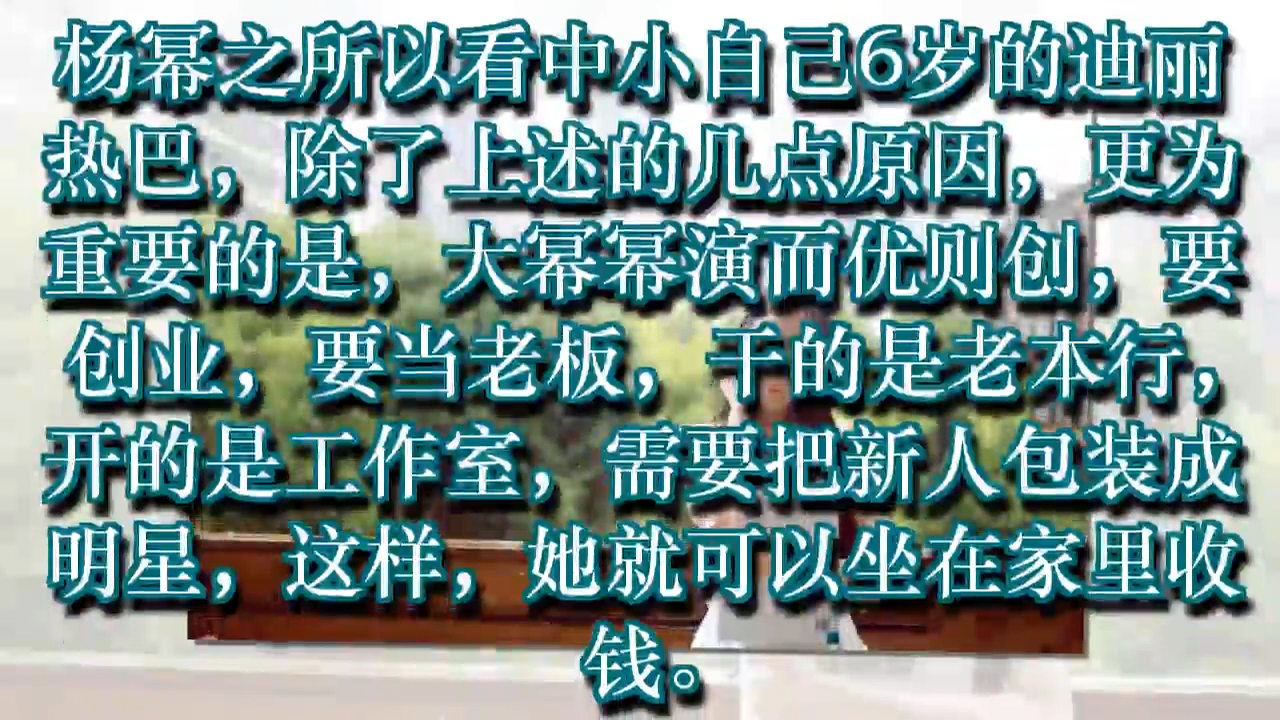 杨幂之所以看中小自己6岁的迪丽
热巴，除了上述的几点原因，更为
重要的是，大幂幂演而优则创，要
创业，要当老板，干的是老本行，
开的是工作室，需要把新人包装成
明星，这样，她就可以坐在家里收
钱。